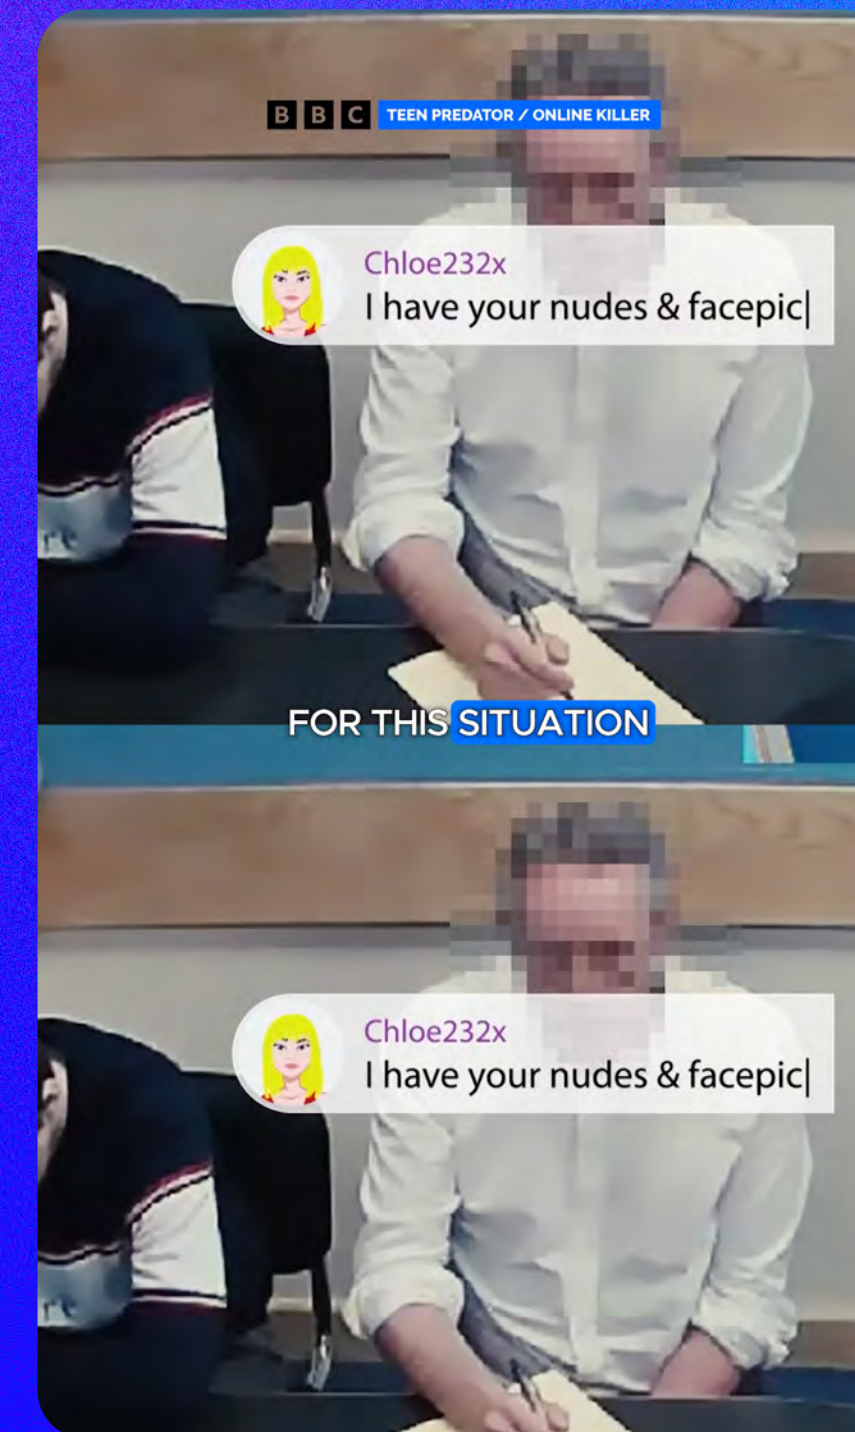 BBC TEEN PREDATOR / ONLINE KILLER
Chloe232x
I have your nudes & facepic
FOR THIS SITUATION
Chloe232x
I have your nudes & facepic